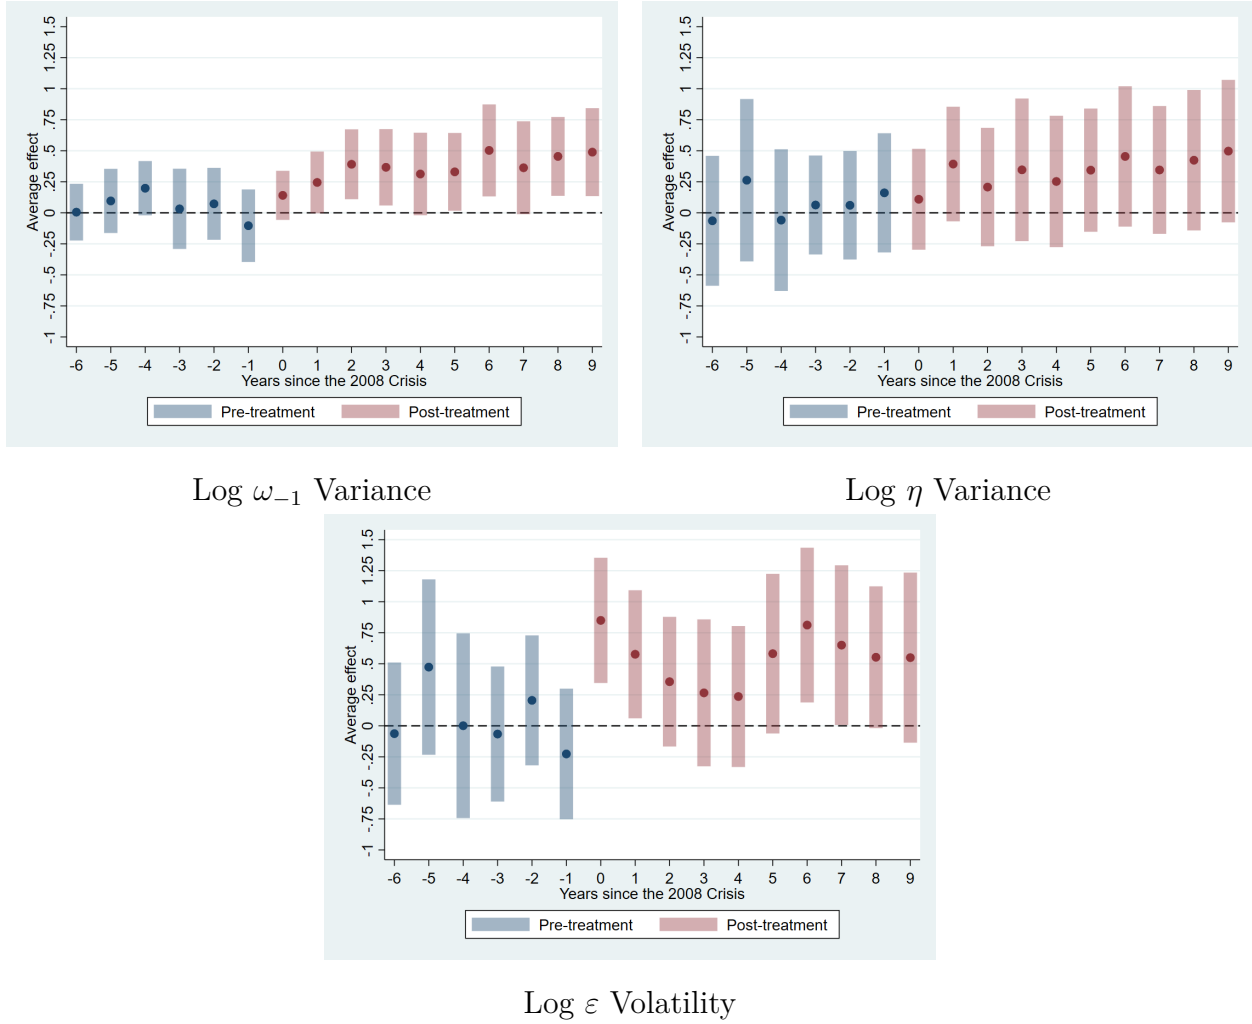 Average effect
1.5
1.25
1
.75
.5
.25
0
-.25
-.5
-.75
-1
-6 -5 -4 -3 -2 -1 0 1 2 3 4 5 6 7 8 9
Years since the 2008 Crisis
Pre-treatment Post-treatment
Log ω₋₁ Variance
Average effect
1.5
1.25
1
.75
.5
.25
0
-.25
-.5
-.75
-1
-6 -5 -4 -3 -2 -1 0 1 2 3 4 5 6 7 8 9
Years since the 2008 Crisis
Pre-treatment Post-treatment
Log η Variance
Average effect
1.5
1.25
1
.75
.5
.25
0
-.25
-.5
-.75
-1
-6 -5 -4 -3 -2 -1 0 1 2 3 4 5 6 7 8 9
Years since the 2008 Crisis
Pre-treatment Post-treatment
Log ε Volatility